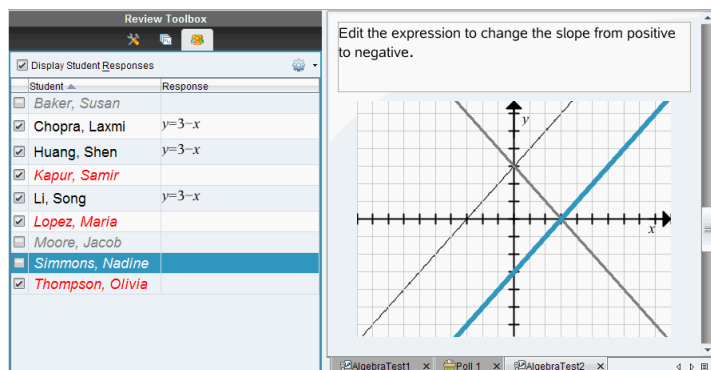 Review Toolbox
Display Student Responses
Student Response
Baker, Susan
Chopra, Laxmi y=3−x
Huang, Shen y=3−x
Kapur, Samir
Li, Song y=3−x
Lopez, Maria
Moore, Jacob
Simmons, Nadine
Thompson, Olivia
Edit the expression to change the slope from positive
to negative.
y
x
AlgebraTest1 Poll 1 AlgebraTest2